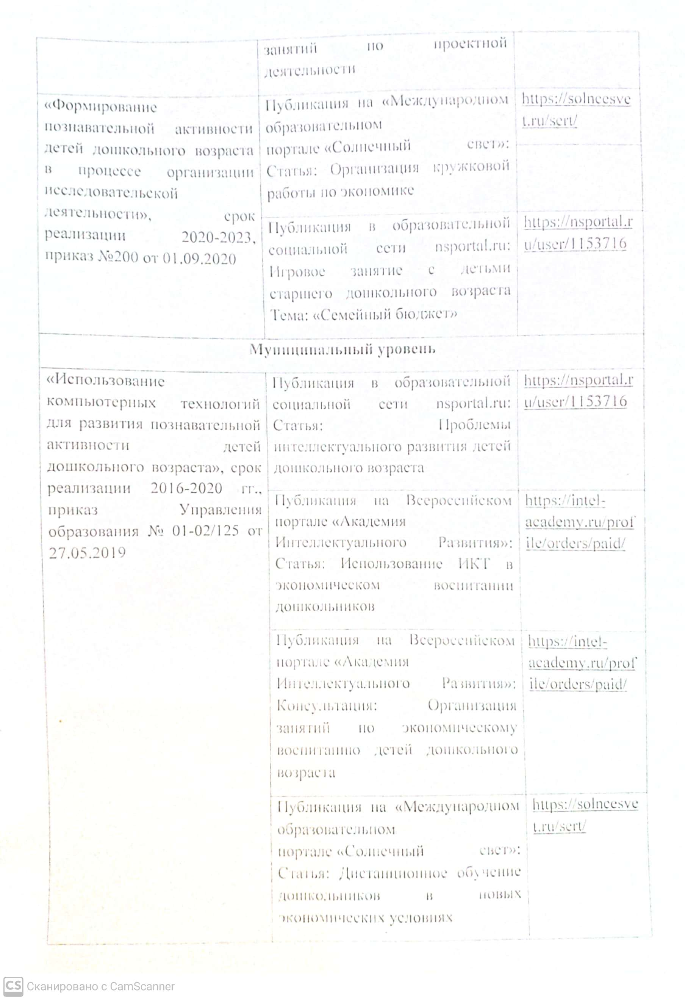 занятий по проектной
деятельности
«Формирование
познавательной активности
детей дошкольного возраста
в процессе организации
исследовательской
деятельности», срок
реализации 2020-2023,
приказ №200 от 01.09.2020
Публикация на «Международном
образовательном
портале «Солнечный свет»:
Статья: Организация кружковой
работы по экономике
https://solncesve
t.ru/sert/
Публикация в образовательной
социальной сети nsportal.ru:
Игровое занятие с детьми
старшего дошкольного возраста
Тема: «Семейный бюджет»
https://nsportal.r
u/user/1153716
Муниципальный уровень
«Использование
компьютерных технологий
для развития познавательной
активности детей
дошкольного возраста», срок
реализации 2016-2020 гг.,
приказ Управления
образования № 01-02/125 от
27.05.2019
Публикация в образовательной
социальной сети nsportal.ru:
Статья: Проблемы
интеллектуального развития детей
дошкольного возраста
https://nsportal.r
u/user/1153716
Публикация на Всероссийском
портале «Академия
Интеллектуального Развития»:
Статья: Использование ИКТ в
экономическом воспитании
дошкольников
https://intel-
academy.ru/prof
ile/orders/paid/
Публикация на Всероссийском
портале «Академия
Интеллектуального Развития»:
Консультация: Организация
занятий по экономическому
воспитанию детей дошкольного
возраста
https://intel-
academy.ru/prof
ile/orders/paid/
Публикация на «Международном
образовательном
портале «Солнечный свет»:
Статья: Дистанционное обучение
дошкольников в новых
экономических условиях
https://solncesve
t.ru/sert/
CS Сканировано с CamScanner